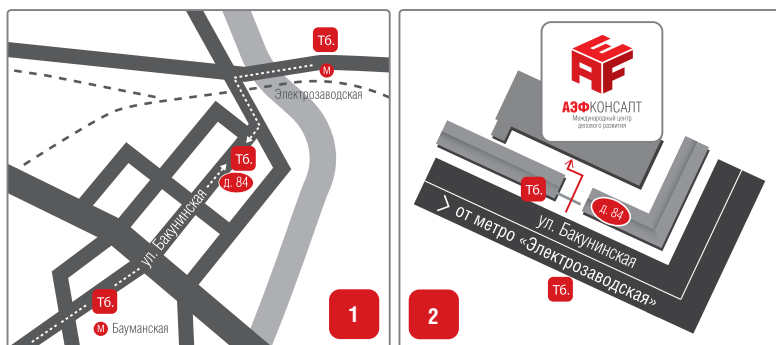 Тб.
М
Электрозаводская
Тб.
д. 84
ул. Бакунинская
Тб.
М Бауманская
1
EAF
АЭФКОНСАЛТ
Международный центр
делового развития
Тб.
д. 84
ул. Бакунинская
от метро «Электрозаводская»
Тб.
2